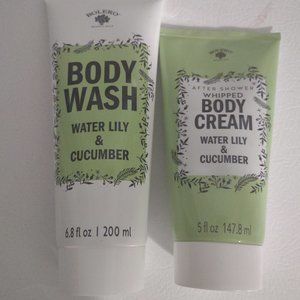 BOLERO
BODY
WASH
WATER LILY
&
CUCUMBER
6.8 fl oz | 200 ml
AFTER SHOWER
WHIPPED
BODY
CREAM
WATER LILY
&
CUCUMBER
5 fl oz 147.8 ml